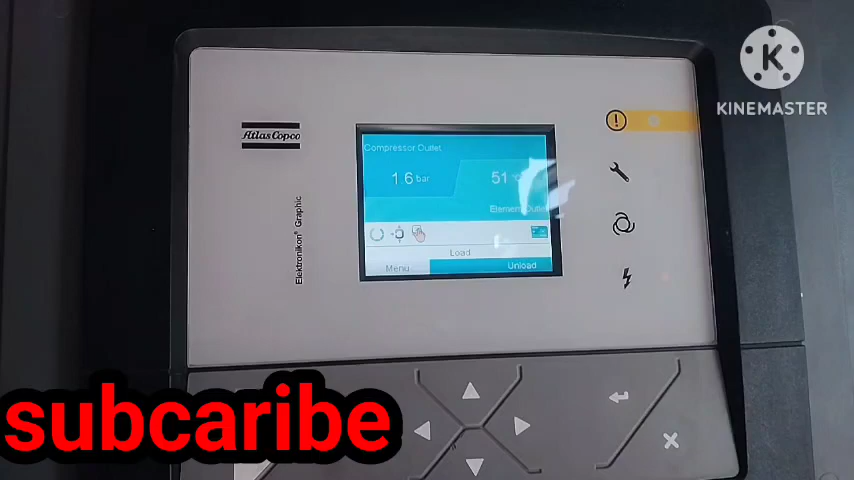 KINEMASTER
Atlas Copco
Elektronikon® Graphic
Compressor Outlet
1.6 bar
51 °C
Element Outlet
Load
Menu
Unload
subcaribe